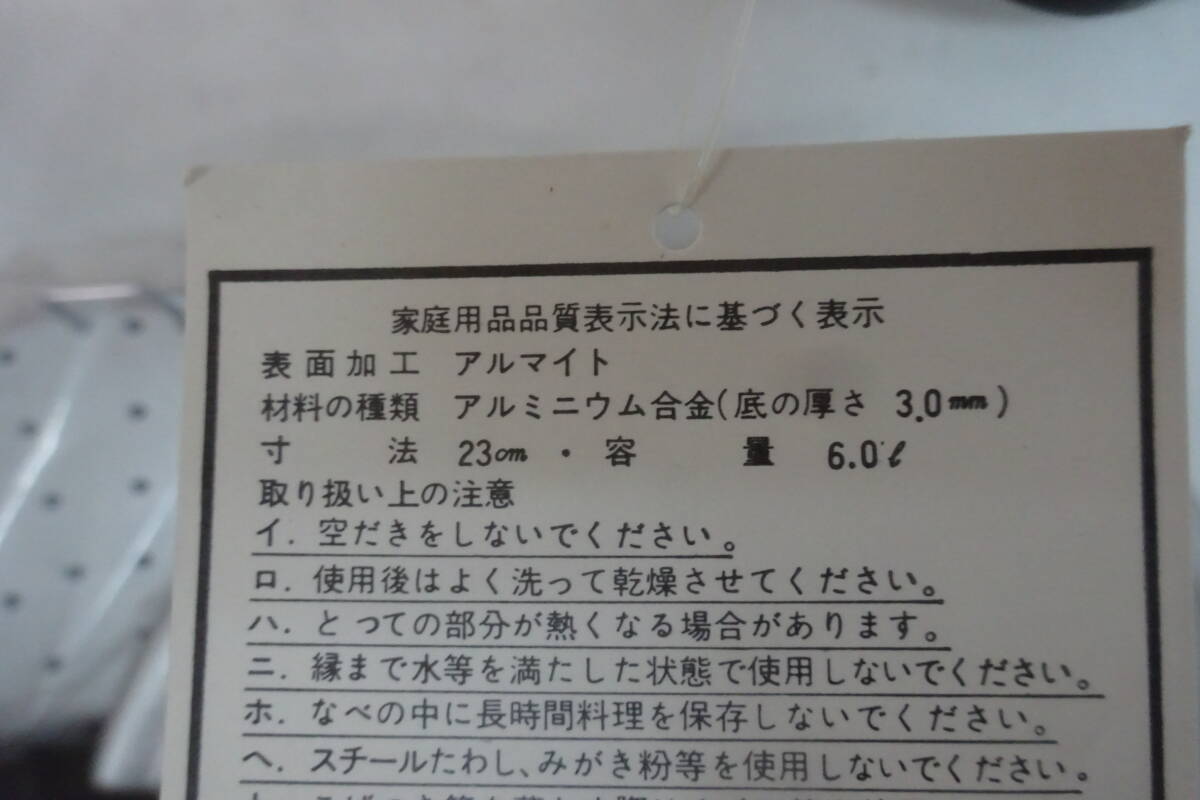 家庭用品品質表示法に基づく表示
表面加工 アルマイト
材料の種類 アルミニウム合金(底の厚さ 3.0mm)
寸法 23cm・容量 6.0ℓ
取り扱い上の注意
イ. 空だきをしないでください。
ロ. 使用後はよく洗って乾燥させてください。
ハ. とっての部分が熱くなる場合があります。
ニ. 縁まで水等を満たした状態で使用しないでください。
ホ. なべの中に長時間料理を保存しないでください。
ヘ. スチールたわし、みがき粉等を使用しないでください。